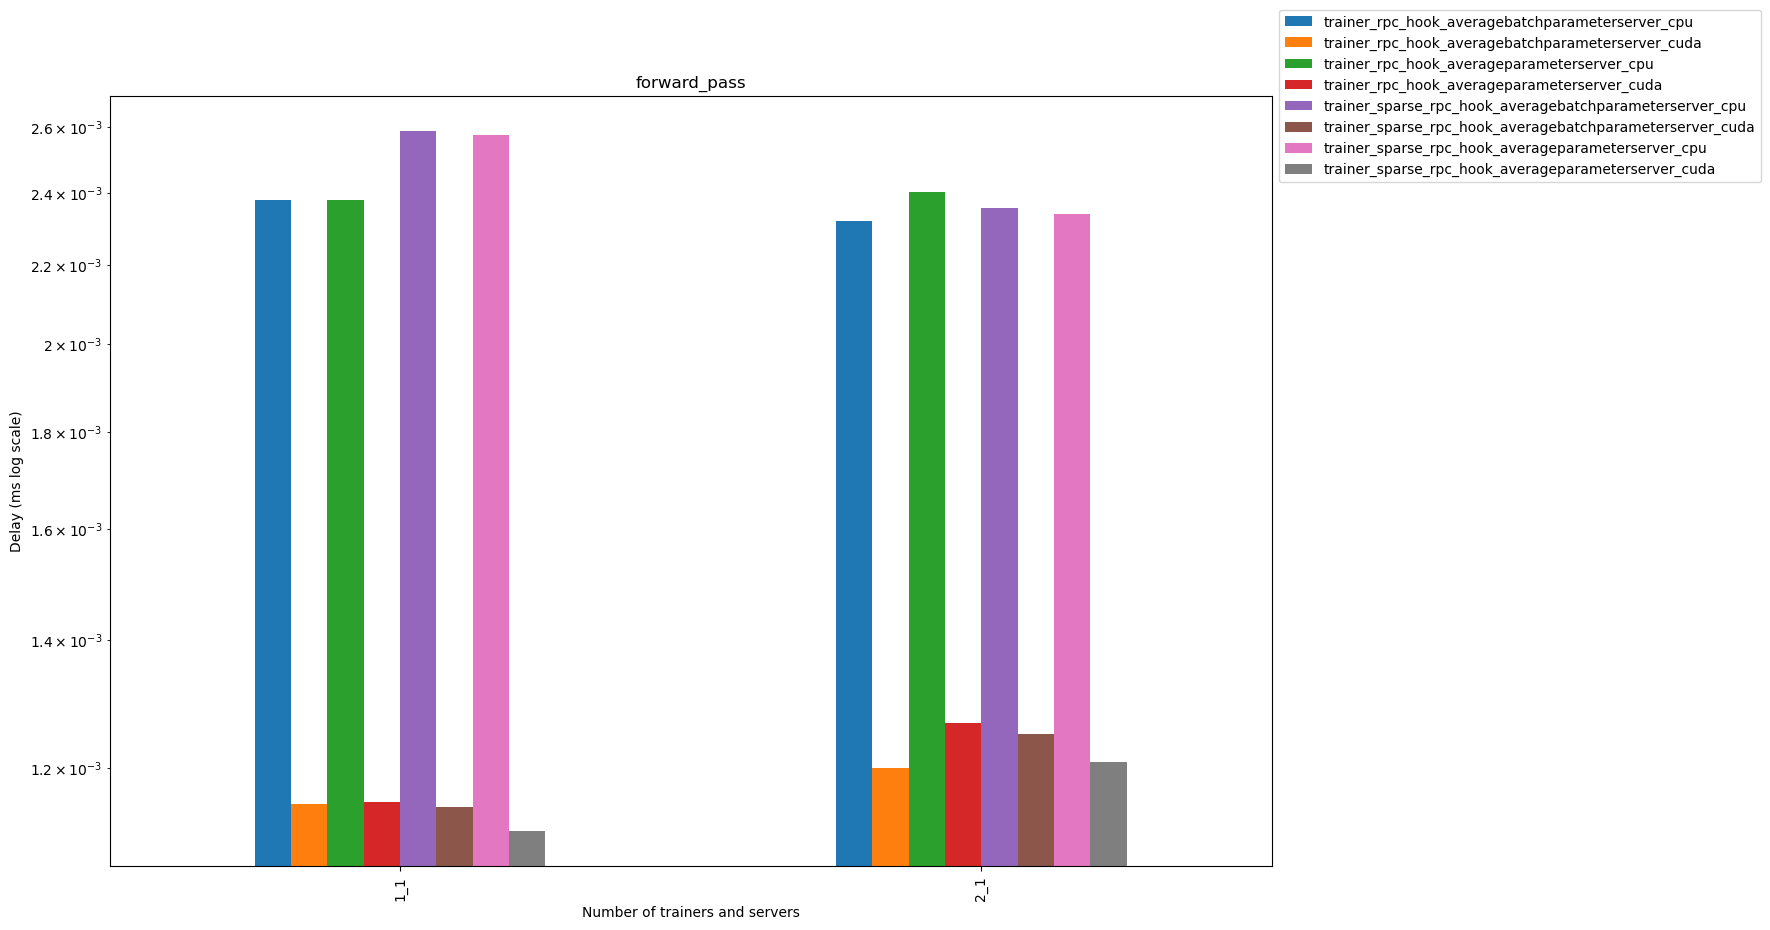 trainer_rpc_hook_averagebatchparameterserver_cpu
trainer_rpc_hook_averagebatchparameterserver_cuda
trainer_rpc_hook_averageparameterserver_cpu
trainer_rpc_hook_averageparameterserver_cuda
trainer_sparse_rpc_hook_averagebatchparameterserver_cpu
trainer_sparse_rpc_hook_averagebatchparameterserver_cuda
trainer_sparse_rpc_hook_averageparameterserver_cpu
trainer_sparse_rpc_hook_averageparameterserver_cuda
forward_pass
2.6 × 10⁻³
2.4 × 10⁻³
2.2 × 10⁻³
2 × 10⁻³
1.8 × 10⁻³
1.6 × 10⁻³
1.4 × 10⁻³
1.2 × 10⁻³
Delay (ms log scale)
1_1
2_1
Number of trainers and servers